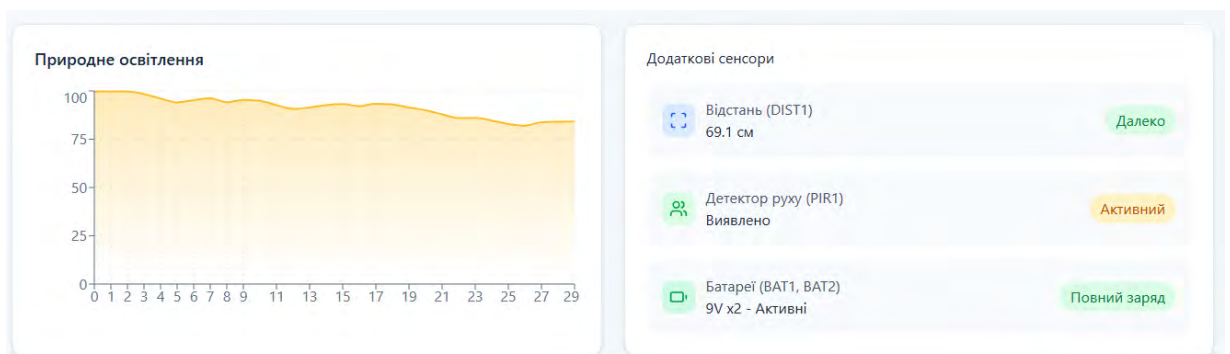 Природне освітлення
100
75
50
25
0
0 1 2 3 4 5 6 7 8 9 11 13 15 17 19 21 23 25 27 29
Додаткові сенсори
Відстань (DIST1)
69.1 см
Далеко
Детектор руху (PIR1)
Виявлено
Активний
Батареї (BAT1, BAT2)
9V x2 - Активні
Повний заряд